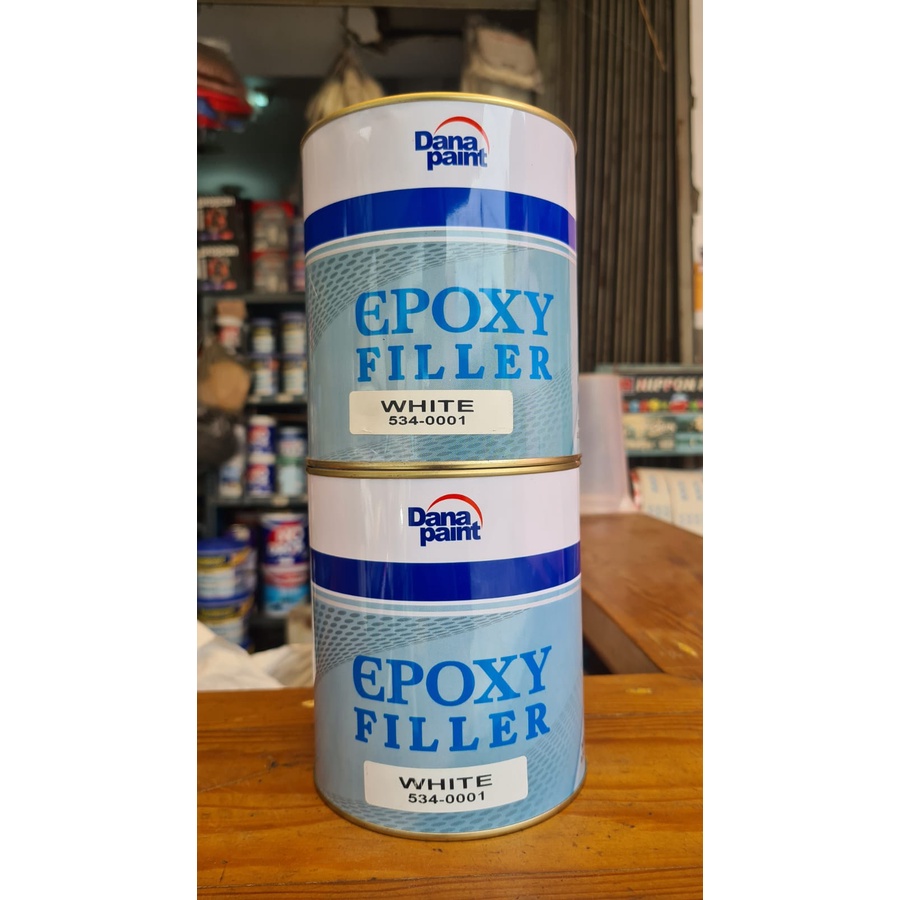 Dana
paint
EPOXY
FILLER
WHITE
534-0001
Dana
paint
EPOXY
FILLER
WHITE
534-0001